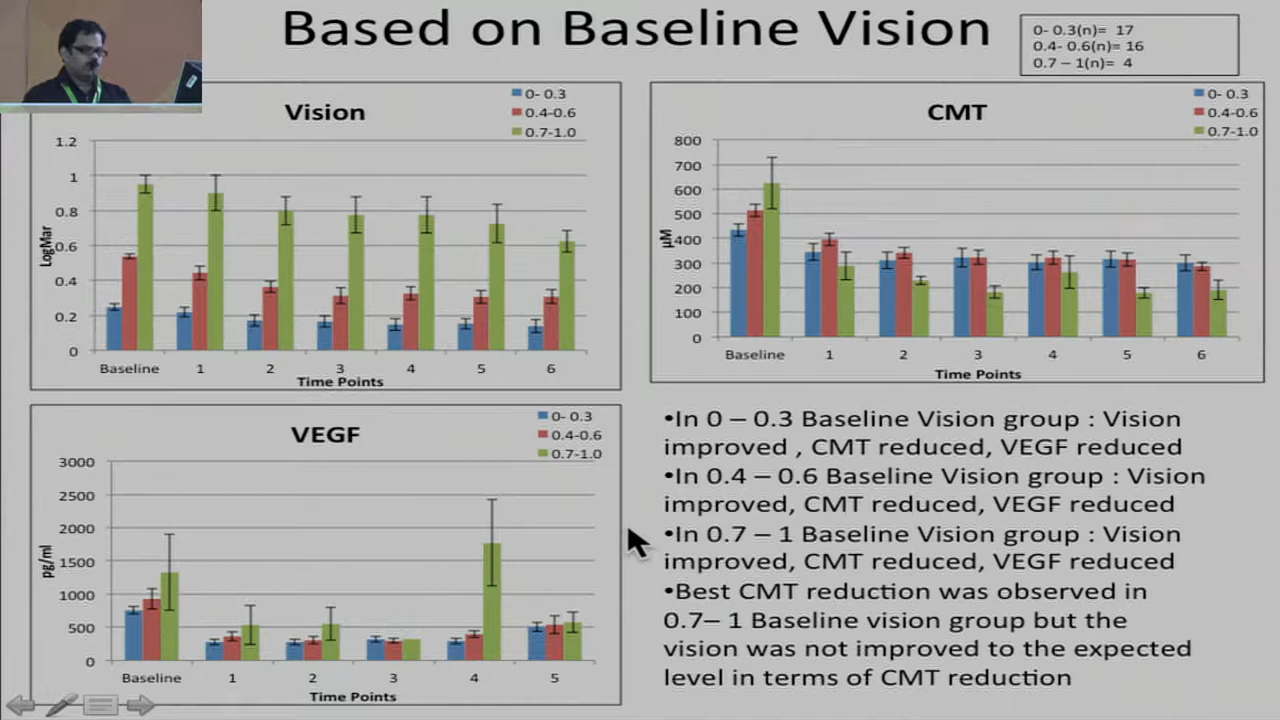 Based on Baseline Vision
0- 0.3(n)= 17
0.4- 0.6(n)= 16
0.7 – 1(n)= 4
Vision
0- 0.3
0.4-0.6
0.7-1.0
LogMar
1.2
1
0.8
0.6
0.4
0.2
0
Baseline 1 2 3 4 5 6
Time Points
CMT
0- 0.3
0.4-0.6
0.7-1.0
µM
800
700
600
500
400
300
200
100
0
Baseline 1 2 3 4 5 6
Time Points
VEGF
0- 0.3
0.4-0.6
0.7-1.0
pg/ml
3000
2500
2000
1500
1000
500
0
Baseline 1 2 3 4 5
Time Points
•In 0 – 0.3 Baseline Vision group : Vision
improved , CMT reduced, VEGF reduced
•In 0.4 – 0.6 Baseline Vision group : Vision
improved, CMT reduced, VEGF reduced
•In 0.7 – 1 Baseline Vision group : Vision
improved, CMT reduced, VEGF reduced
•Best CMT reduction was observed in
0.7– 1 Baseline vision group but the
vision was not improved to the expected
level in terms of CMT reduction